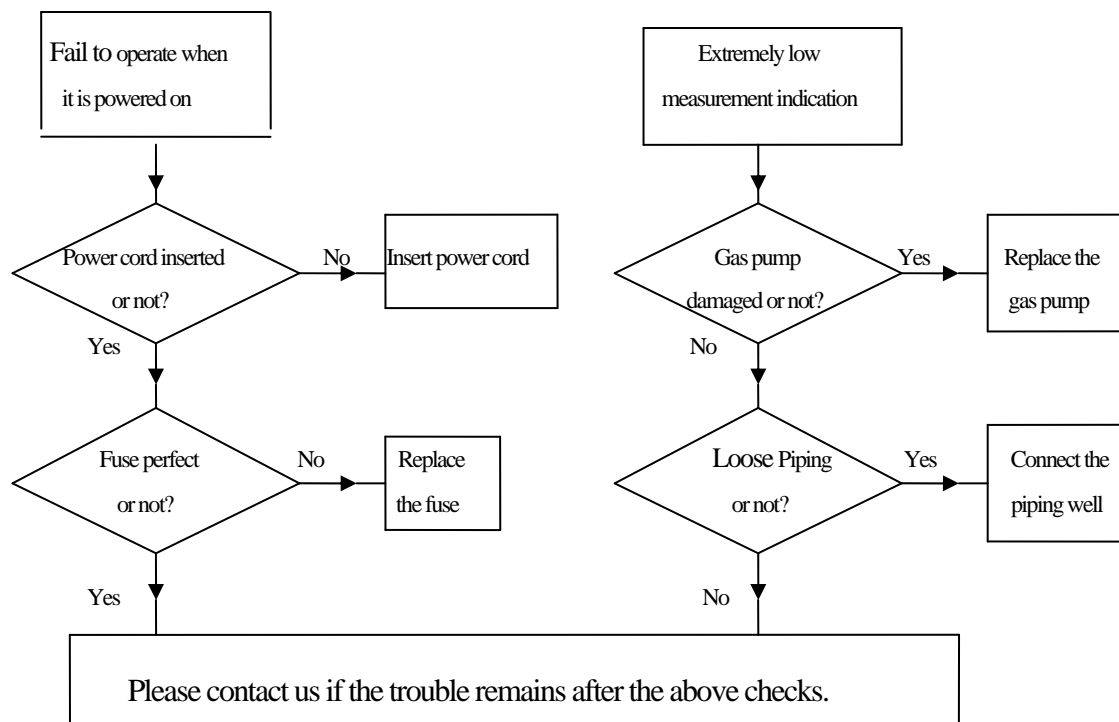 Fail to operate when
it is powered on
Power cord inserted
or not?
No
Insert power cord
Yes
Fuse perfect
or not?
No
Replace
the fuse
Yes
Extremely low
measurement indication
Gas pump
damaged or not?
Yes
Replace the
gas pump
No
Loose Piping
or not?
Yes
Connect the
piping well
No
Please contact us if the trouble remains after the above checks.